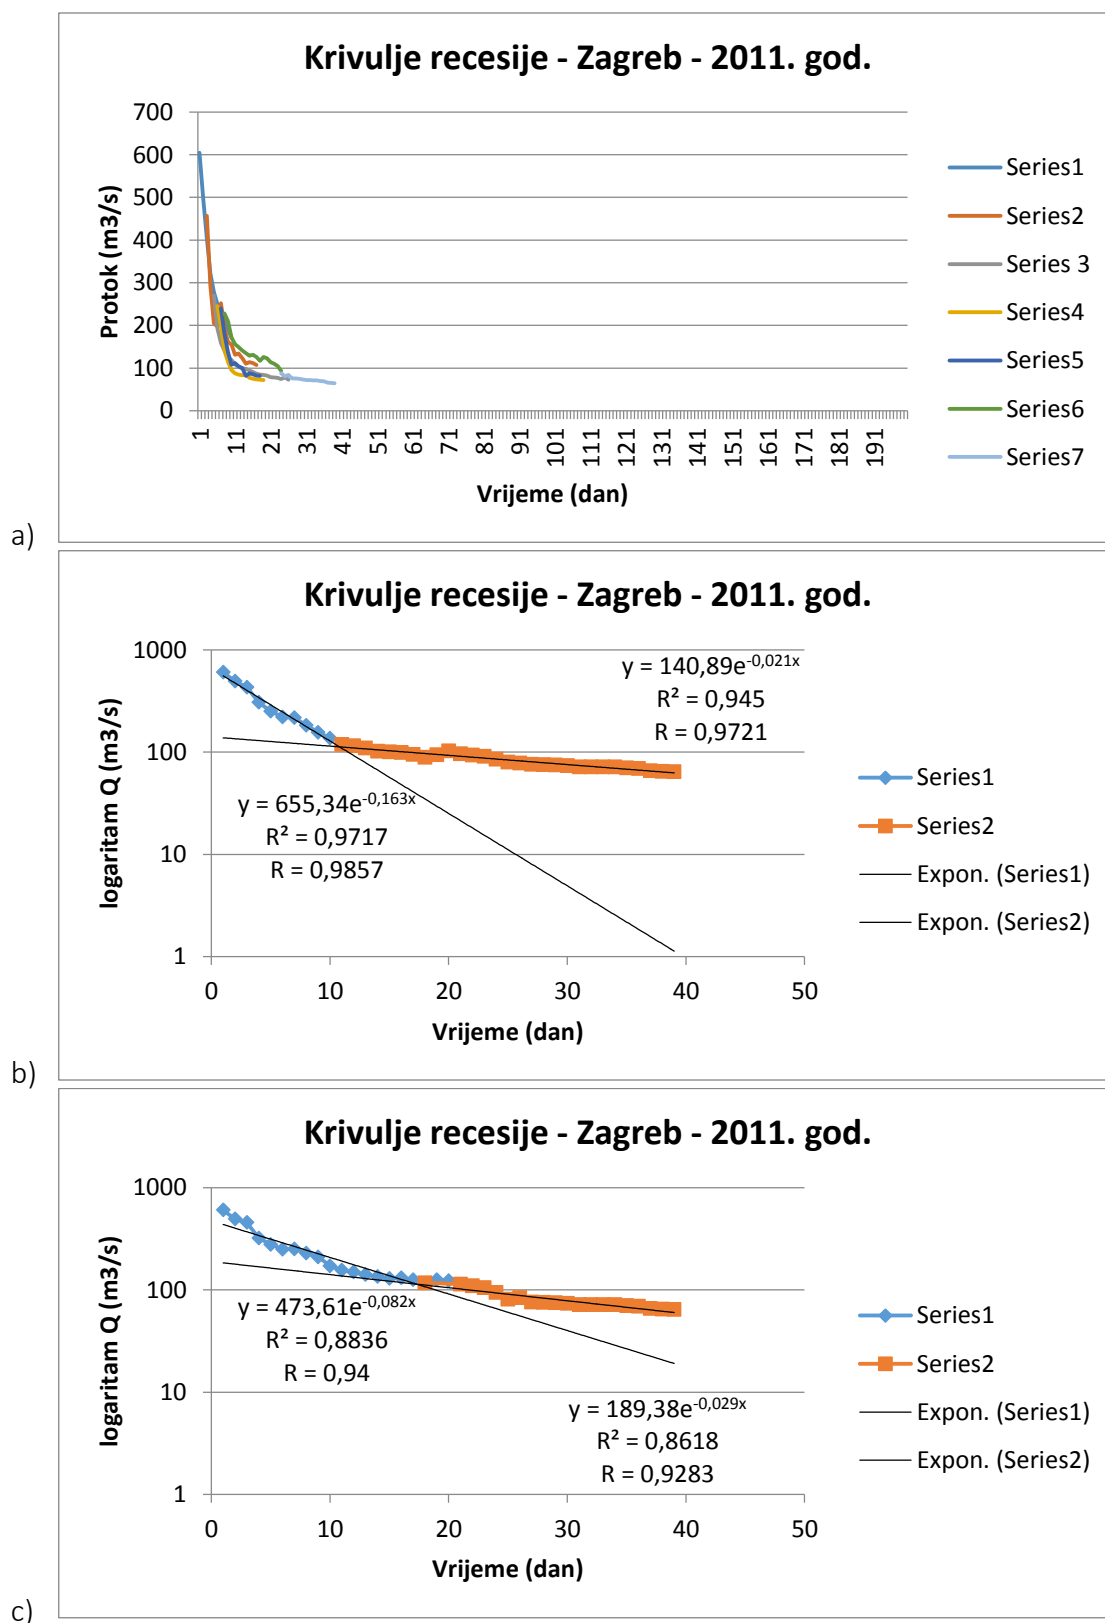 Krivulje recesije - Zagreb - 2011. god.
700
600
500
400
300
200
100
0
Protok (m3/s)
1
11
21
31
41
51
61
71
81
91
101
111
121
131
141
151
161
171
181
191
Vrijeme (dan)
Series1
Series2
Series 3
Series4
Series5
Series6
Series7
a)
Krivulje recesije - Zagreb - 2011. god.
1000
100
10
1
logaritam Q (m3/s)
y = 140,89e^-0,021x
R² = 0,945
R = 0,9721
y = 655,34e^-0,163x
R² = 0,9717
R = 0,9857
0
10
20
30
40
50
Vrijeme (dan)
Series1
Series2
Expon. (Series1)
Expon. (Series2)
b)
Krivulje recesije - Zagreb - 2011. god.
1000
100
10
1
logaritam Q (m3/s)
y = 473,61e^-0,082x
R² = 0,8836
R = 0,94
y = 189,38e^-0,029x
R² = 0,8618
R = 0,9283
0
10
20
30
40
50
Vrijeme (dan)
Series1
Series2
Expon. (Series1)
Expon. (Series2)
c)